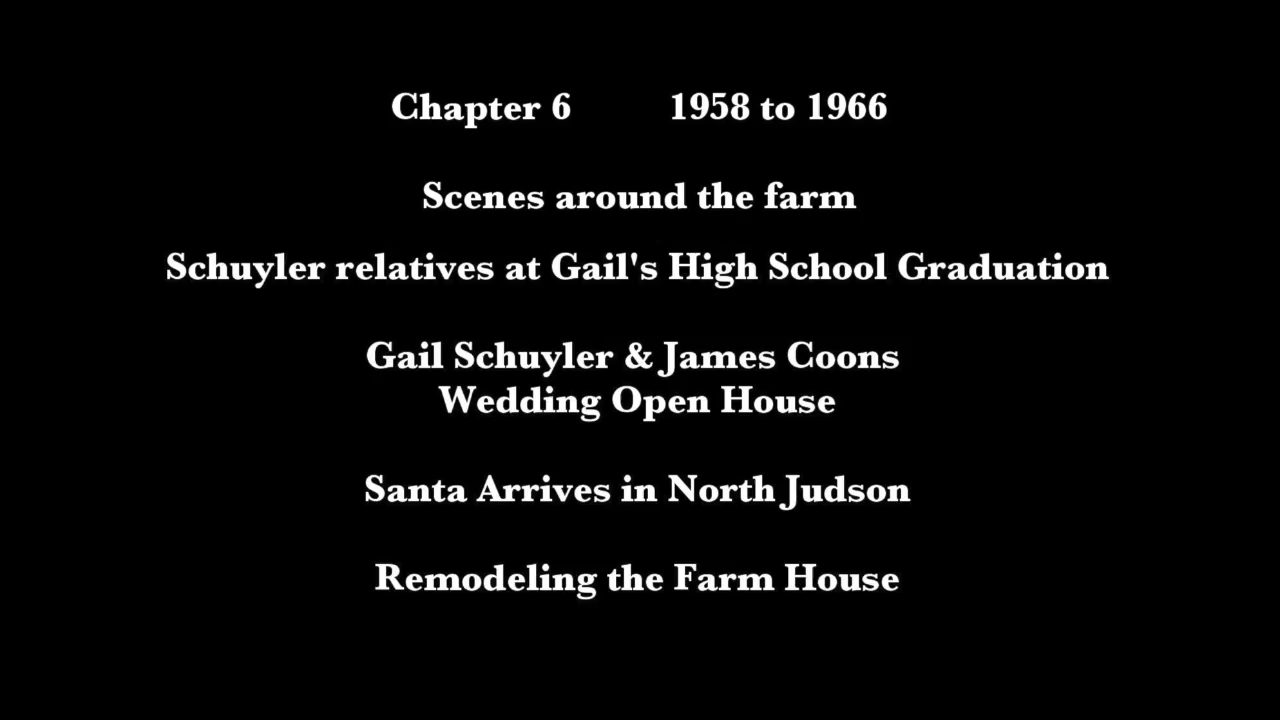 Chapter 6 1958 to 1966
Scenes around the farm
Schuyler relatives at Gail's High School Graduation
Gail Schuyler & James Coons
Wedding Open House
Santa Arrives in North Judson
Remodeling the Farm House